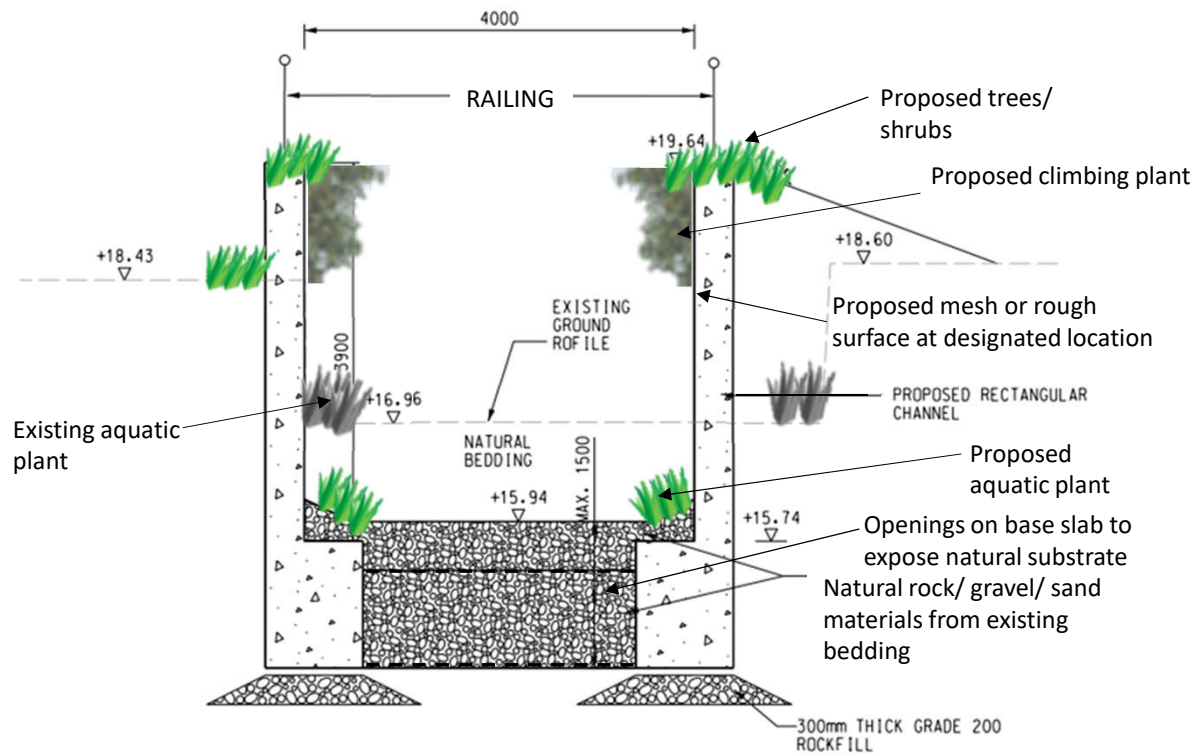 4000
RAILING
Proposed trees/
shrubs
+19.64
Proposed climbing plant
+18.43
+18.60
EXISTING
GROUND
ROFILE
Proposed mesh or rough
surface at designated location
3900
+16.96
PROPOSED RECTANGULAR
CHANNEL
Existing aquatic
plant
NATURAL
BEDDING
MAX. 1500
Proposed
aquatic plant
+15.94
+15.74
Openings on base slab to
expose natural substrate
Natural rock/ gravel/ sand
materials from existing
bedding
300mm THICK GRADE 200
ROCKFILL